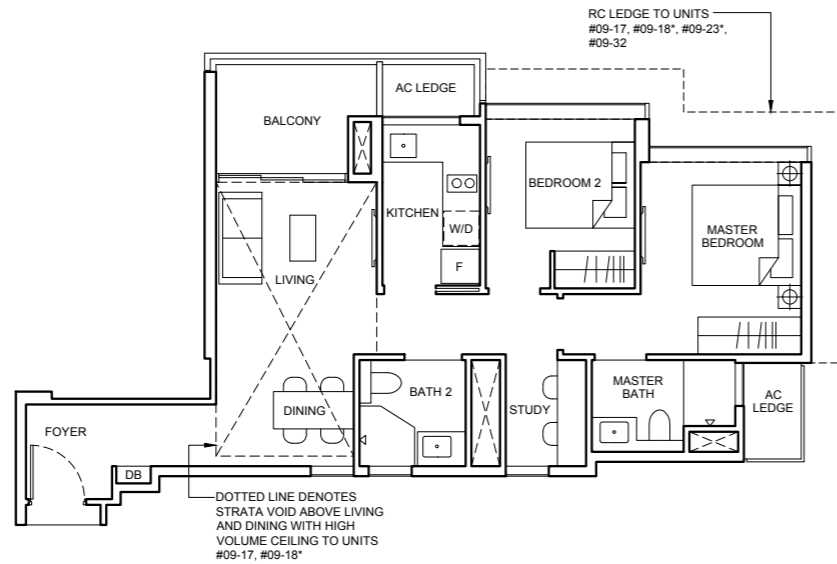 RC LEDGE TO UNITS
#09-17, #09-18*, #09-23*,
#09-32
AC LEDGE
BALCONY
BEDROOM 2
KITCHEN
W/D
MASTER
BEDROOM
F
LIVING
MASTER
BATH
BATH 2
AC
LEDGE
DINING
STUDY
FOYER
DB
DOTTED LINE DENOTES
STRATA VOID ABOVE LIVING
AND DINING WITH HIGH
VOLUME CEILING TO UNITS
#09-17, #09-18*